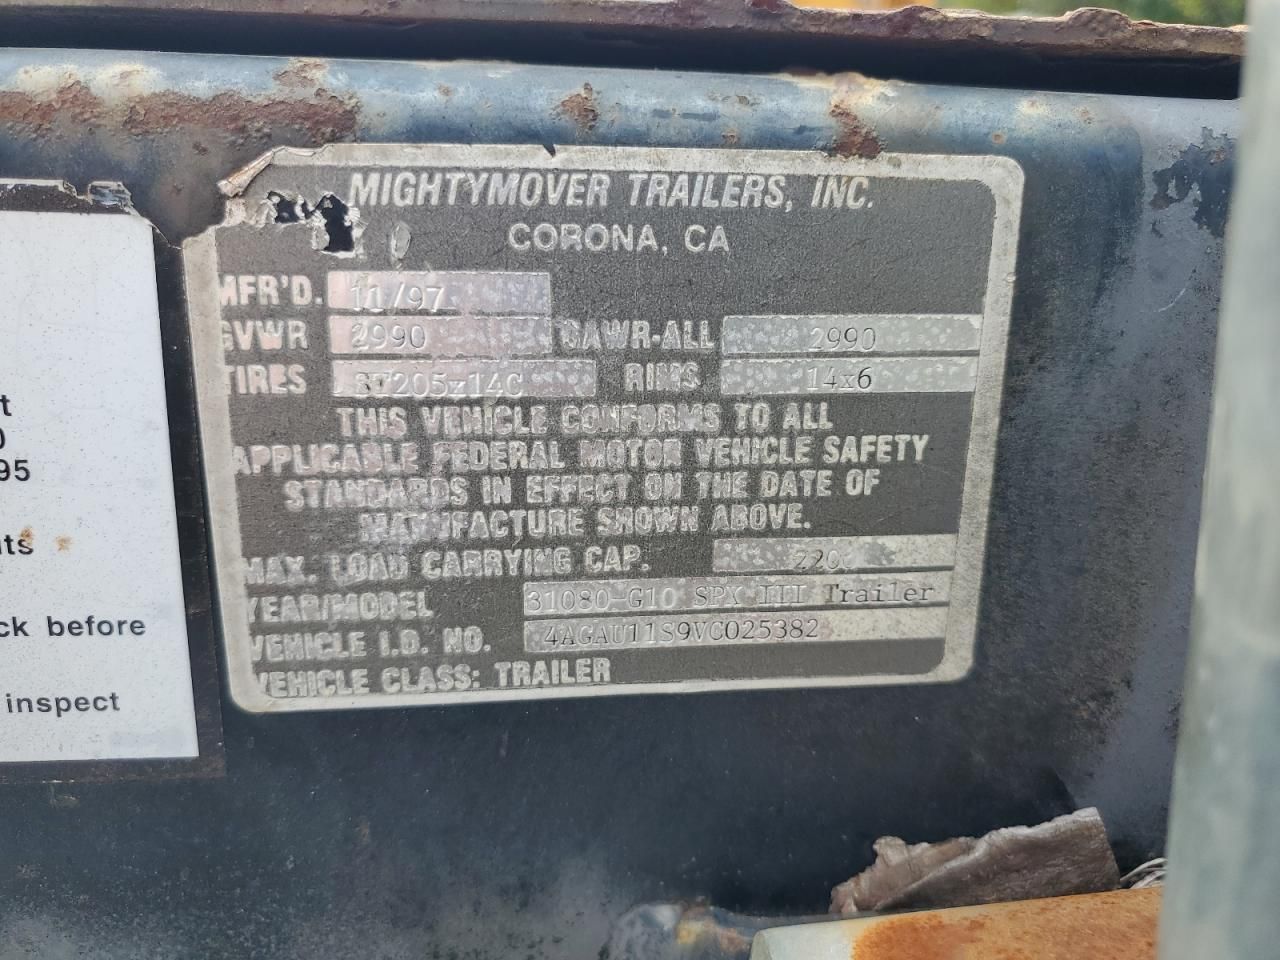 MIGHTYMOVER TRAILERS, INC.
CORONA, CA
MFR'D. 11/97
GVWR 2990 GAWR-ALL 2990
TIRES ST205x14C RIMS 14x6
THIS VEHICLE CONFORMS TO ALL
APPLICABLE FEDERAL MOTOR VEHICLE SAFETY
STANDARDS IN EFFECT ON THE DATE OF
MANUFACTURE SHOWN ABOVE.
MAX. LOAD CARRYING CAP. 2200
YEAR/MODEL 31080-G10 SPX III Trailer
VEHICLE I.D. NO. 4AGAU11S9VC025382
VEHICLE CLASS: TRAILER
t
0
95
its
ck before
inspect